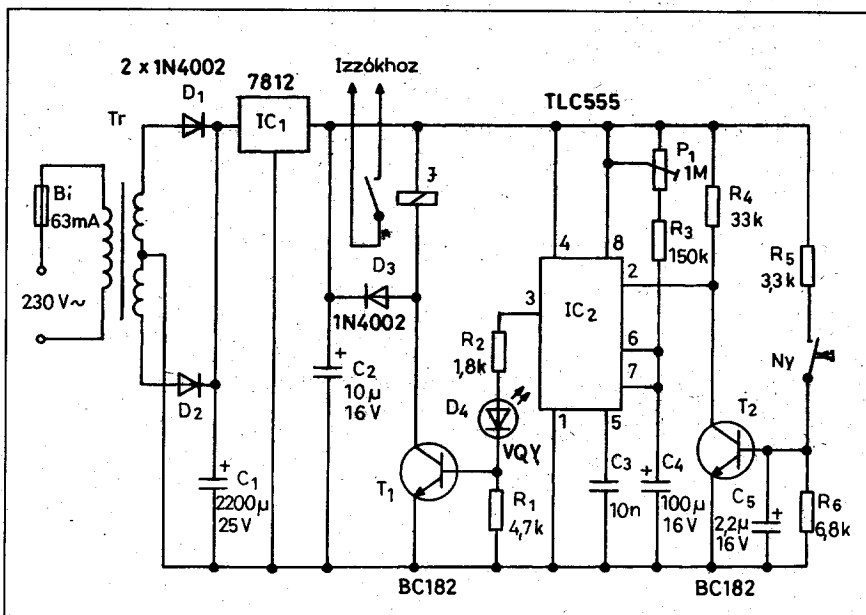 2 x 1N4002
D1
Tr
7812
IC1
Izzókhoz
TLC555
Bi
63mA
230 V~
D2
C1
2200µ
25V
+
C2
10µ
16V
+
D3
1N4002
*
T1
BC182
R2
1,8k
D4
VQY
R1
4,7k
IC2
4
8
3
2
6
7
1
5
C3
10n
C4
100µ
16V
+
P1
1M
R3
150k
R4
33k
R5
3,3k
Ny
T2
BC182
C5
2,2µ
16V
+
R6
6,8k